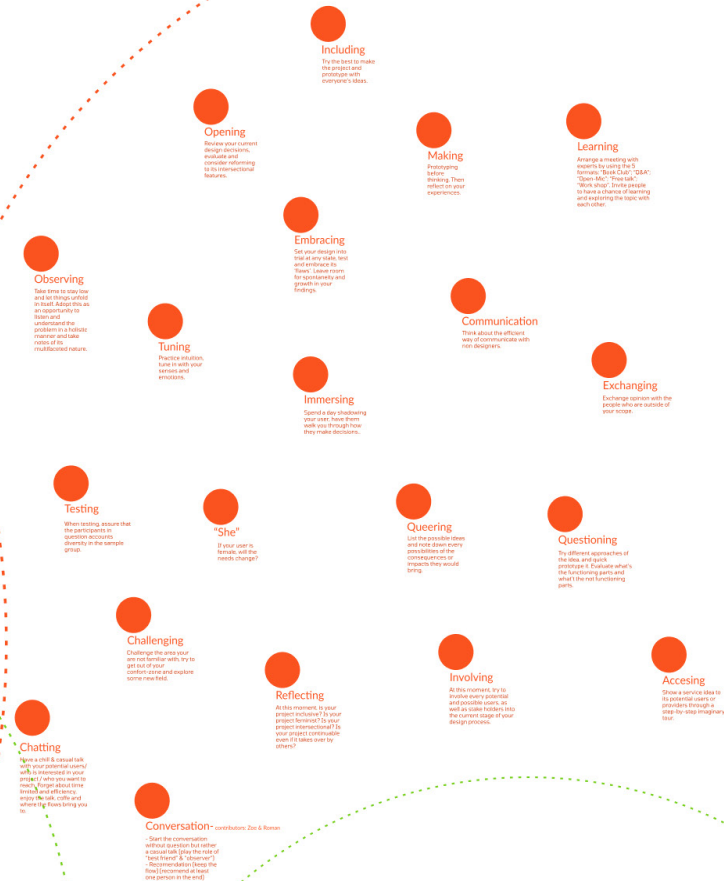 Including
Try the best to make
the project and
prototype with
everyone's ideas.
Opening
Review your current
design decisions,
evaluate and
consider reforming
to its intersectional
features.
Making
Prototyping
before
thinking. Then
reflect on your
experiences.
Learning
Arrange a meeting with
experts by using the 5
formats: "Book Club"; "Q&A";
"Open-Mic"; "Free talk";
"Work shop". Invite people
to have a chance of learning
and exploring the topic with
each other.
Embracing
Set your design into
trial at any state, test
and embrace its
'flaws'. Leave room
for spontaneity and
growth in your
findings.
Observing
Take time to stay low
and let things unfold
in itself. Adopt this as
an opportunity to
listen and
understand the
problem in a holistic
manner and take
notes of its
multifaceted nature.
Tuning
Practice intuition,
tune in with your
senses and
emotions.
Communication
Think about the efficient
way of communicate with
non designers.
Immersing
Spend a day shadowing
your user, have them
walk you through how
they make decisions.
Exchanging
Exchange opinion with the
people who are outside of
your scope.
Testing
When testing, assure that
the participants in
question accounts
diversity in the sample
group.
"She"
If your user is
female, will the
needs change?
Queering
List the possible ideas
and note down every
possibilities of the
consequences or
impacts they would
bring.
Questioning
Try different approaches of
the idea, and quick
prototype it. Evaluate what's
the functioning parts and
what't the not functioning
parts.
Challenging
Challenge the area your
are not familiar with, try to
get out of your
confort-zone and explore
some new field.
Reflecting
At this moment, is your
project inclusive? Is your
project feminist? Is your
project intersectional? Is
your project continuable
even if it takes over by
others?
Involving
At this moment, try to
involve every potential
and possible users, as
well as stake holders into
the current stage of your
design process.
Accesing
Show a service idea to
its potential users or
providers through a
step-by-step imaginary
tour.
Chatting
Have a chill & casual talk
with your potential users/
who is interested in your
project / who you want to
reach. Forget about time
limited and efficiency,
enjoy the talk, coffe and
where the flows bring you
to.
Conversation- contributors: Zoe & Roman
- Start the conversation
without question but rather
a casual talk [play the role of
"best friend" & "observer"]
- Recomendation [keep the
flow] [recomend at least
one person in the end]